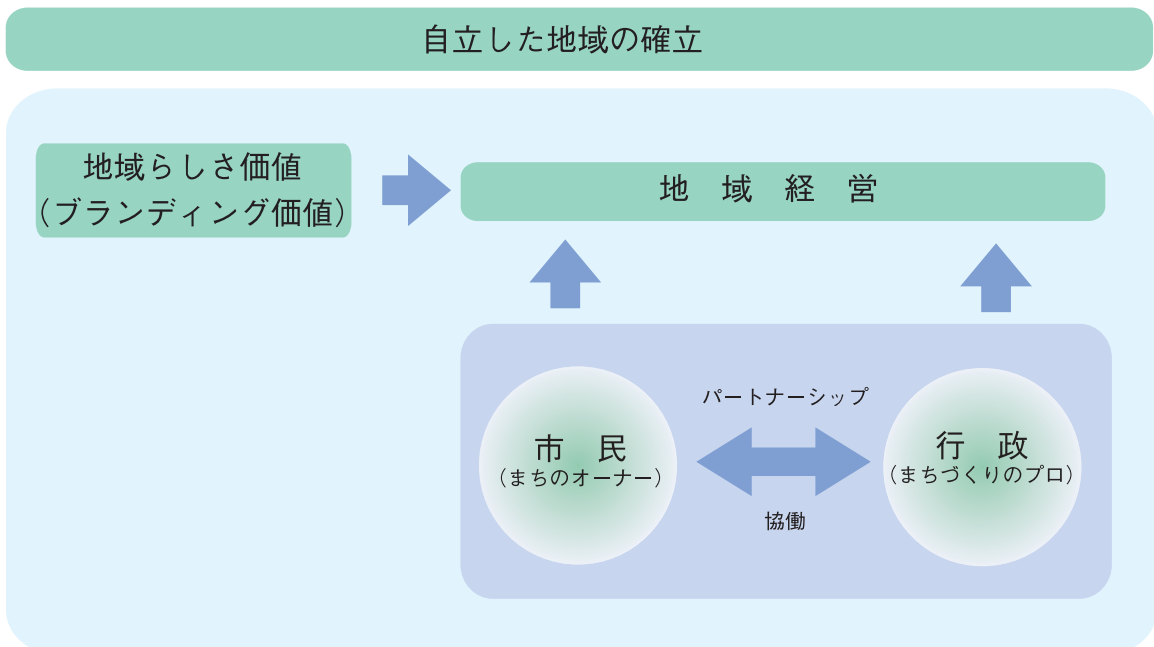 自立した地域の確立
地域らしさ価値
（ブランディング価値）
地　域　経　営
パートナーシップ
市　民
（まちのオーナー）
行　政
（まちづくりのプロ）
協働